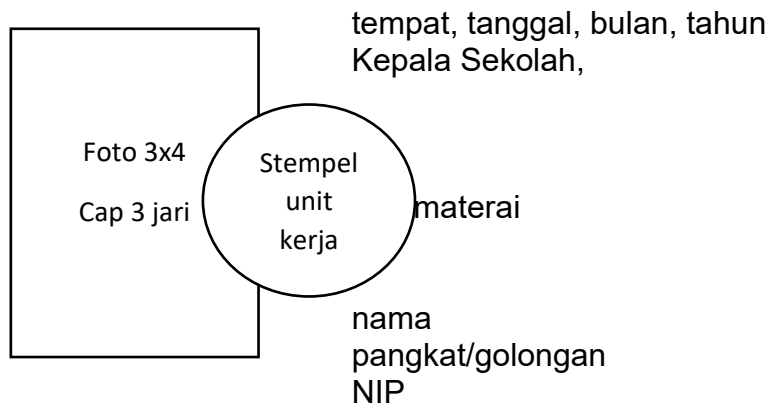 tempat, tanggal, bulan, tahun
Kepala Sekolah,
Foto 3x4
Cap 3 jari
Stempel
unit
kerja
materai
nama
pangkat/golongan
NIP